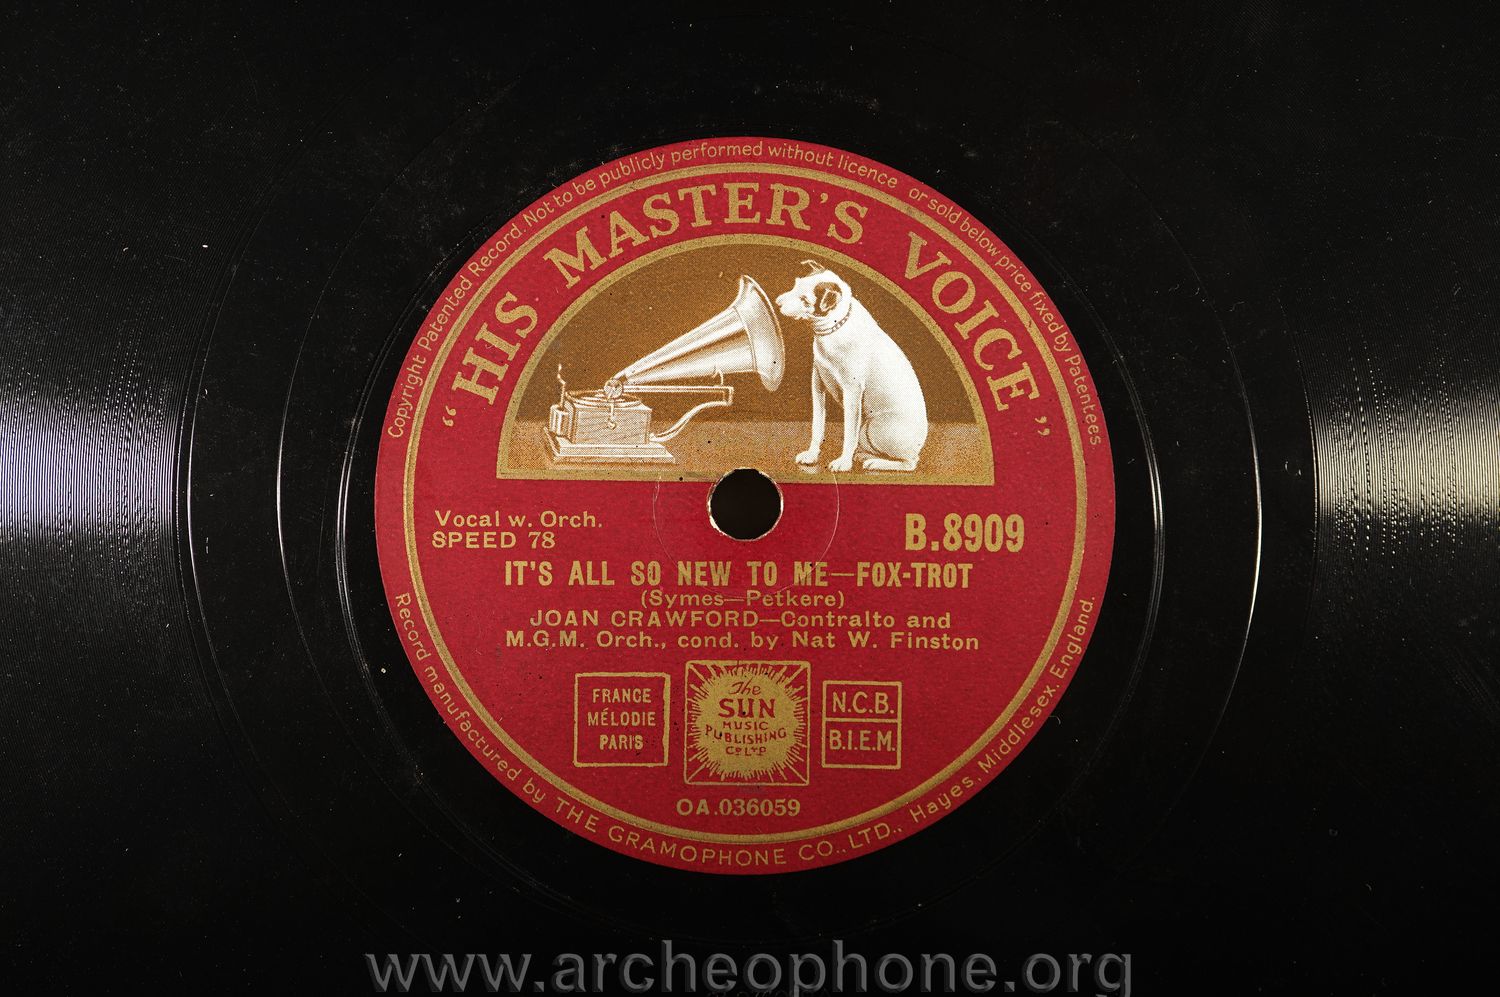 Copyright Patented Record. Not to be publicly performed without licence or sold below price fixed by Patentees
"HIS MASTER'S VOICE"
Vocal w. Orch.
SPEED 78
B.8909
IT'S ALL SO NEW TO ME—FOX-TROT
(Symes—Petkere)
JOAN CRAWFORD—Contralto and
M.G.M. Orch., cond. by Nat W. Finston
FRANCE
MÉLODIE
PARIS
The
SUN
MUSIC
PUBLISHING
CO LTD
N.C.B.
B.I.E.M.
OA.036059
Record manufactured by THE GRAMOPHONE CO., LTD., Hayes, Middlesex, England.
www.archeophone.org